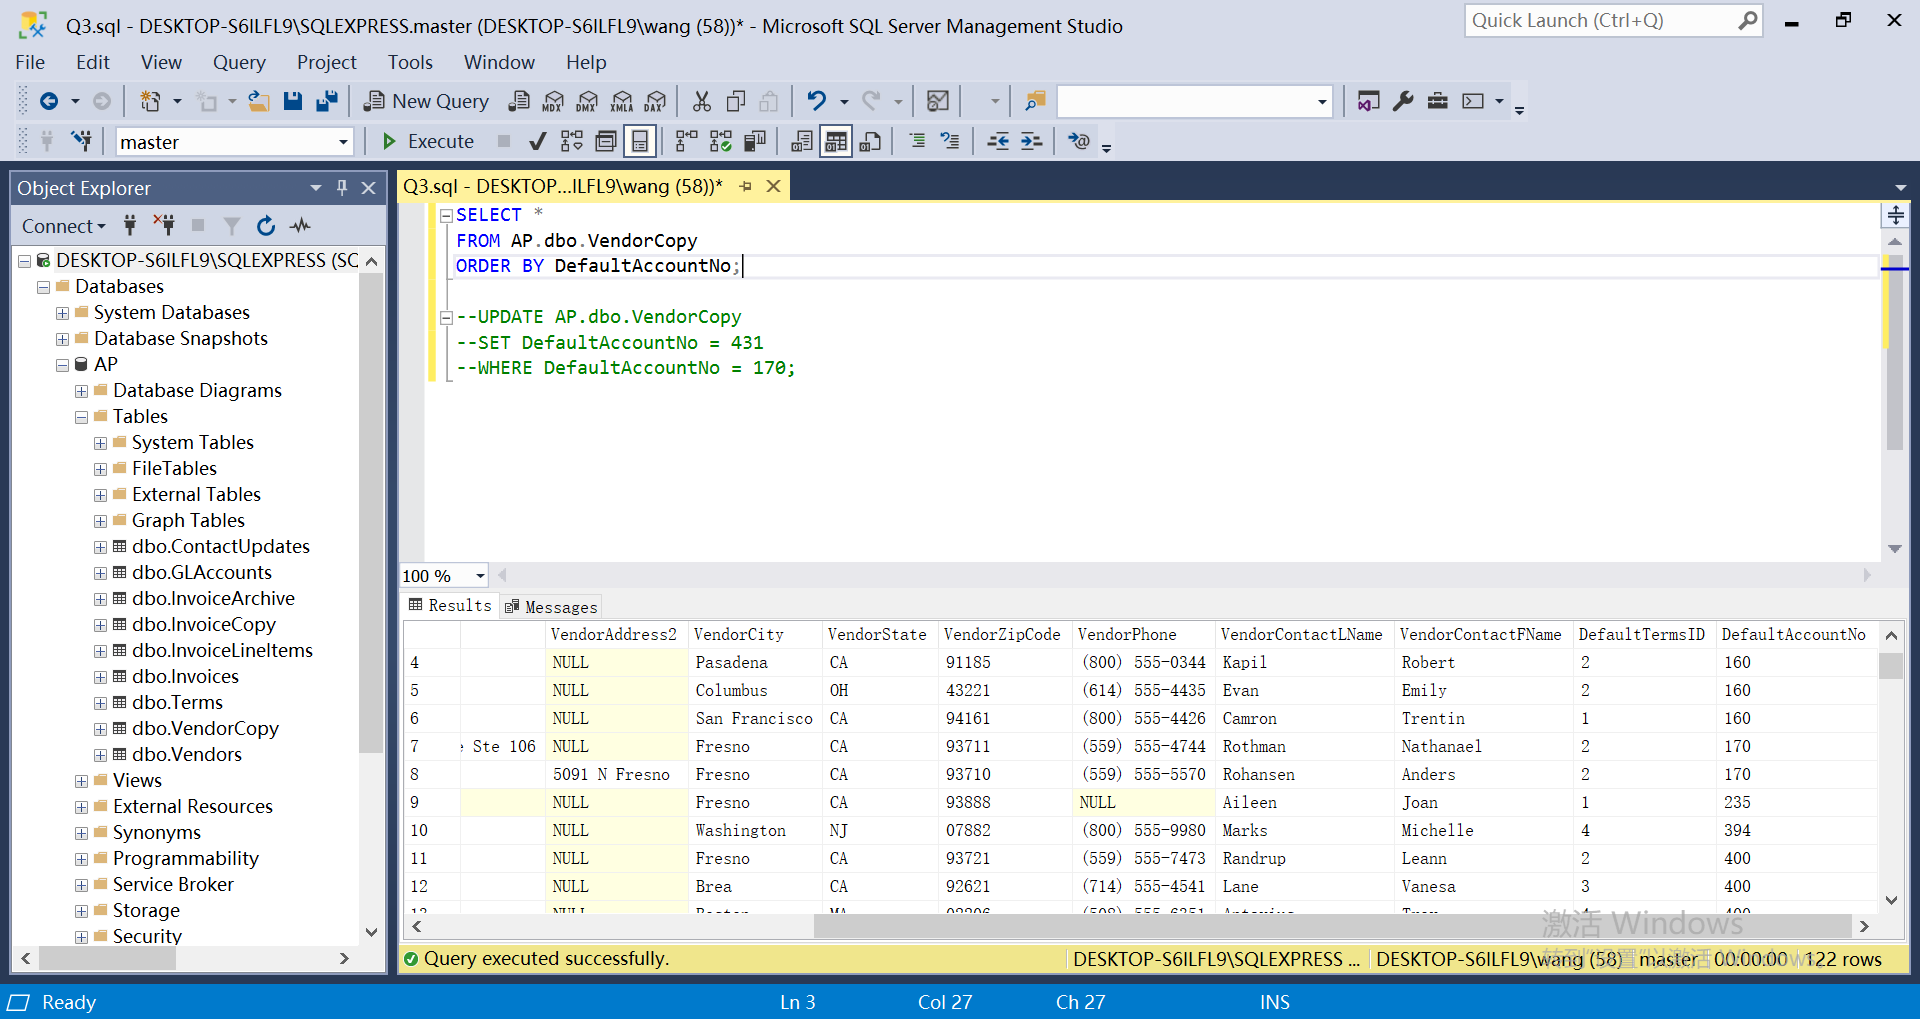 Q3.sql - DESKTOP-S6ILFL9\SQLEXPRESS.master (DESKTOP-S6ILFL9\wang (58))* - Microsoft SQL Server Management Studio
Quick Launch (Ctrl+Q)
File Edit View Query Project Tools Window Help
New Query MDX DMX XMLA DAX
master Execute
Object Explorer
Connect
DESKTOP-S6ILFL9\SQLEXPRESS (SQ
Databases
System Databases
Database Snapshots
AP
Database Diagrams
Tables
System Tables
FileTables
External Tables
Graph Tables
dbo.ContactUpdates
dbo.GLAccounts
dbo.InvoiceArchive
dbo.InvoiceCopy
dbo.InvoiceLineItems
dbo.Invoices
dbo.Terms
dbo.VendorCopy
dbo.Vendors
Views
External Resources
Synonyms
Programmability
Service Broker
Storage
Security
Q3.sql - DESKTOP...ILFL9\wang (58))*
SELECT *
FROM AP.dbo.VendorCopy
ORDER BY DefaultAccountNo;
--UPDATE AP.dbo.VendorCopy
--SET DefaultAccountNo = 431
--WHERE DefaultAccountNo = 170;
100 %
Results Messages
VendorAddress2 VendorCity VendorState VendorZipCode VendorPhone VendorContactLName VendorContactFName DefaultTermsID DefaultAccountNo
4 NULL Pasadena CA 91185 (800) 555-0344 Kapil Robert 2 160
5 NULL Columbus OH 43221 (614) 555-4435 Evan Emily 2 160
6 NULL San Francisco CA 94161 (800) 555-4426 Camron Trentin 1 160
7 Ste 106 NULL Fresno CA 93711 (559) 555-4744 Rothman Nathanael 2 170
8 5091 N Fresno Fresno CA 93710 (559) 555-5570 Rohansen Anders 2 170
9 NULL Fresno CA 93888 NULL Aileen Joan 1 235
10 NULL Washington NJ 07882 (800) 555-9980 Marks Michelle 4 394
11 NULL Fresno CA 93721 (559) 555-7473 Randrup Leann 2 400
12 NULL Brea CA 92621 (714) 555-4541 Lane Vanesa 3 400
激活 Windows
转到"设置"以激活 Windows。
Query executed successfully. DESKTOP-S6ILFL9\SQLEXPRESS ... DESKTOP-S6ILFL9\wang (58) master 00:00:00 122 rows
Ready Ln 3 Col 27 Ch 27 INS